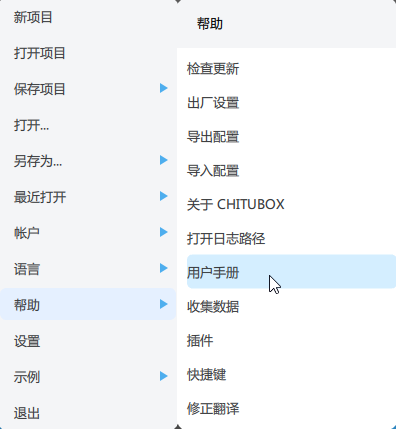 新项目
打开项目
保存项目
打开...
另存为...
最近打开
帐户
语言
帮助
设置
示例
退出
帮助
检查更新
出厂设置
导出配置
导入配置
关于 CHITUBOX
打开日志路径
用户手册
收集数据
插件
快捷键
修正翻译